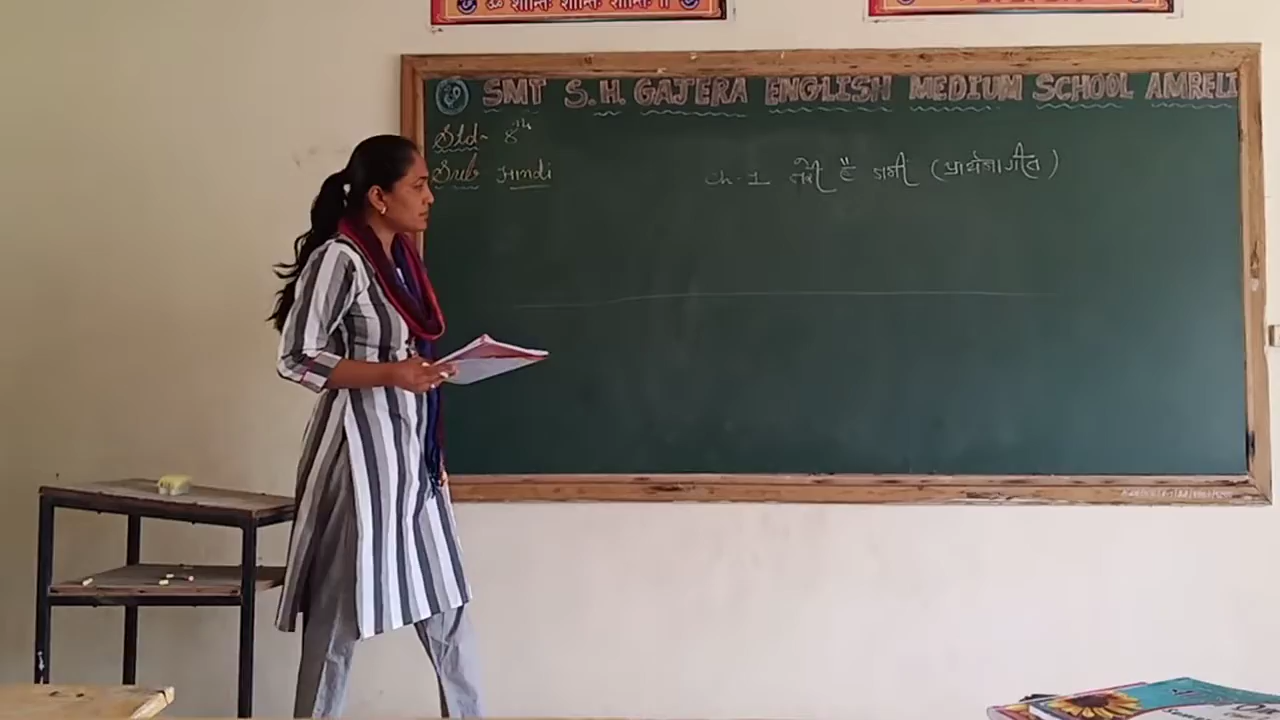 ॐ शान्तिः शान्तिः शान्तिः ॥
SMT S.H. GAJERA ENGLISH MEDIUM SCHOOL AMRELI
Std- 8th
Sub Hindi
Ch-1 तेरी है जमीं (प्रार्थनागीत)